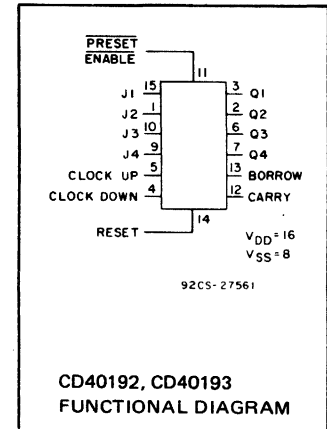 PRESET
ENABLE
11
J1 15 3 Q1
J2 1 2 Q2
J3 10 6 Q3
J4 9 7 Q4
CLOCK UP 5 13 BORROW
CLOCK DOWN 4 12 CARRY
RESET 14
VDD = 16
VSS = 8
92CS-27561
CD40192, CD40193
FUNCTIONAL DIAGRAM